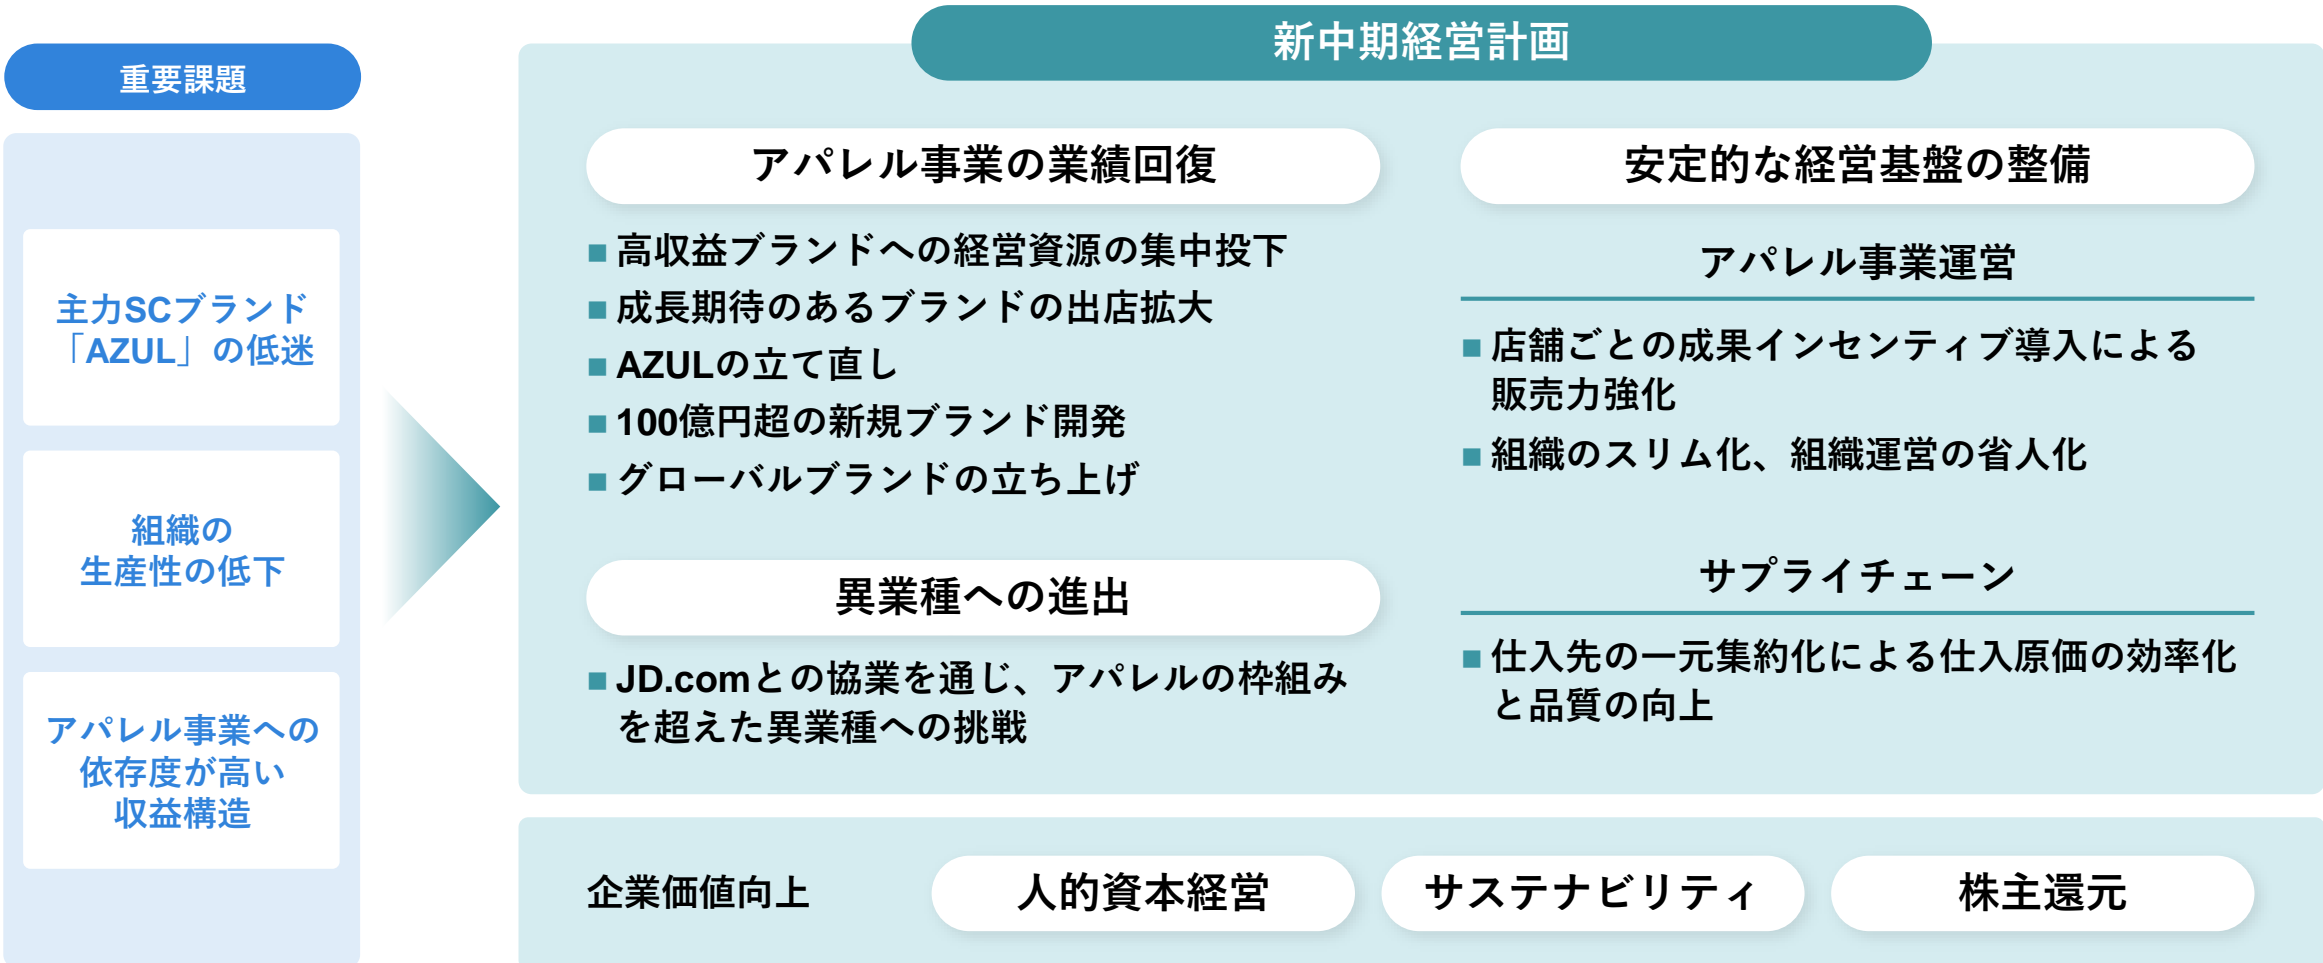 重要課題
主力SCブランド
「AZUL」の低迷
組織の
生産性の低下
アパレル事業への
依存度が高い
収益構造
新中期経営計画
アパレル事業の業績回復
■高収益ブランドへの経営資源の集中投下
■成長期待のあるブランドの出店拡大
■AZULの立て直し
■100億円超の新規ブランド開発
■グローバルブランドの立ち上げ
異業種への進出
■JD.comとの協業を通じ、アパレルの枠組み
を超えた異業種への挑戦
安定的な経営基盤の整備
アパレル事業運営
■店舗ごとの成果インセンティブ導入による
販売力強化
■組織のスリム化、組織運営の省人化
サプライチェーン
■仕入先の一元集約化による仕入原価の効率化
と品質の向上
企業価値向上
人的資本経営
サステナビリティ
株主還元